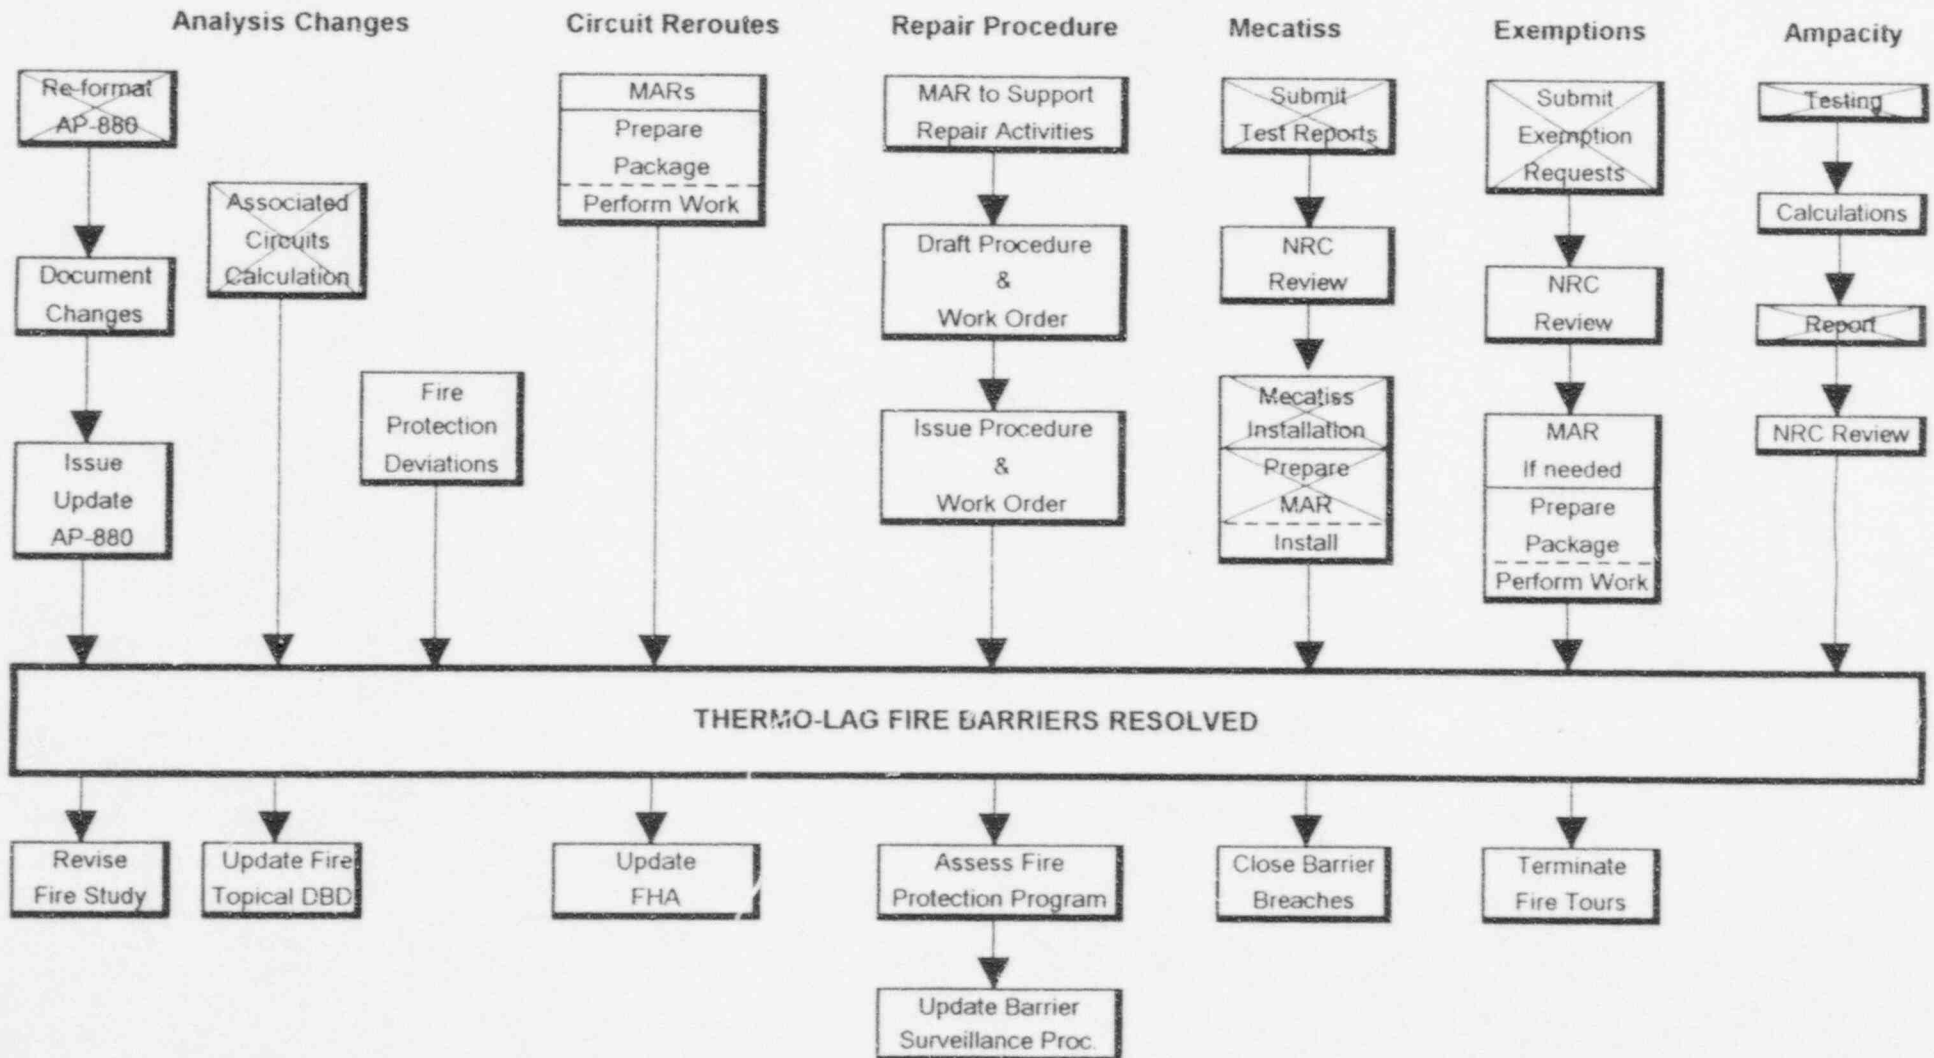 Analysis Changes
Circuit Reroutes
Repair Procedure
Mecatiss
Exemptions
Ampacity
Re-format
AP-880
Document
Changes
Issue
Update
AP-880
Associated
Circuits
Calculation
Fire
Protection
Deviations
MARs
Prepare
Package
Perform Work
MAR to Support
Repair Activities
Draft Procedure
&
Work Order
Issue Procedure
&
Work Order
Submit
Test Reports
NRC
Review
Mecatiss
Installation
Prepare
MAR
Install
Submit
Exemption
Requests
NRC
Review
MAR
If needed
Prepare
Package
Perform Work
Testing
Calculations
Report
NRC Review
THERMO-LAG FIRE BARRIERS RESOLVED
Revise
Fire Study
Update Fire
Topical DBD
Update
FHA
Assess Fire
Protection Program
Update Barrier
Surveillance Proc.
Close Barrier
Breaches
Terminate
Fire Tours